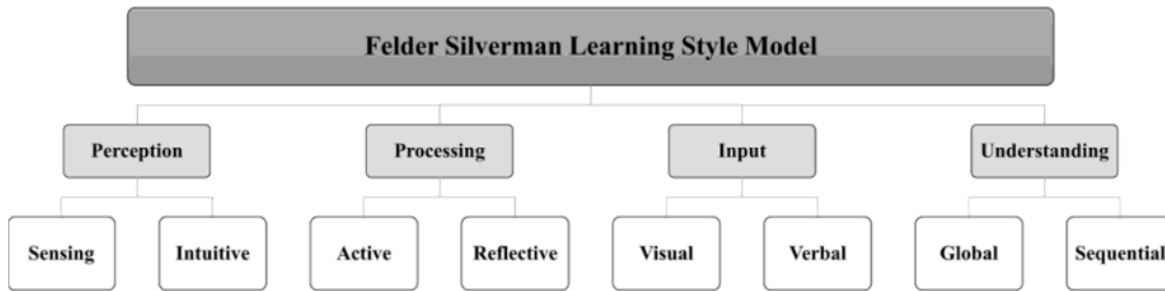 Felder Silverman Learning Style Model
Perception Processing Input Understanding
Sensing Intuitive Active Reflective Visual Verbal Global Sequential